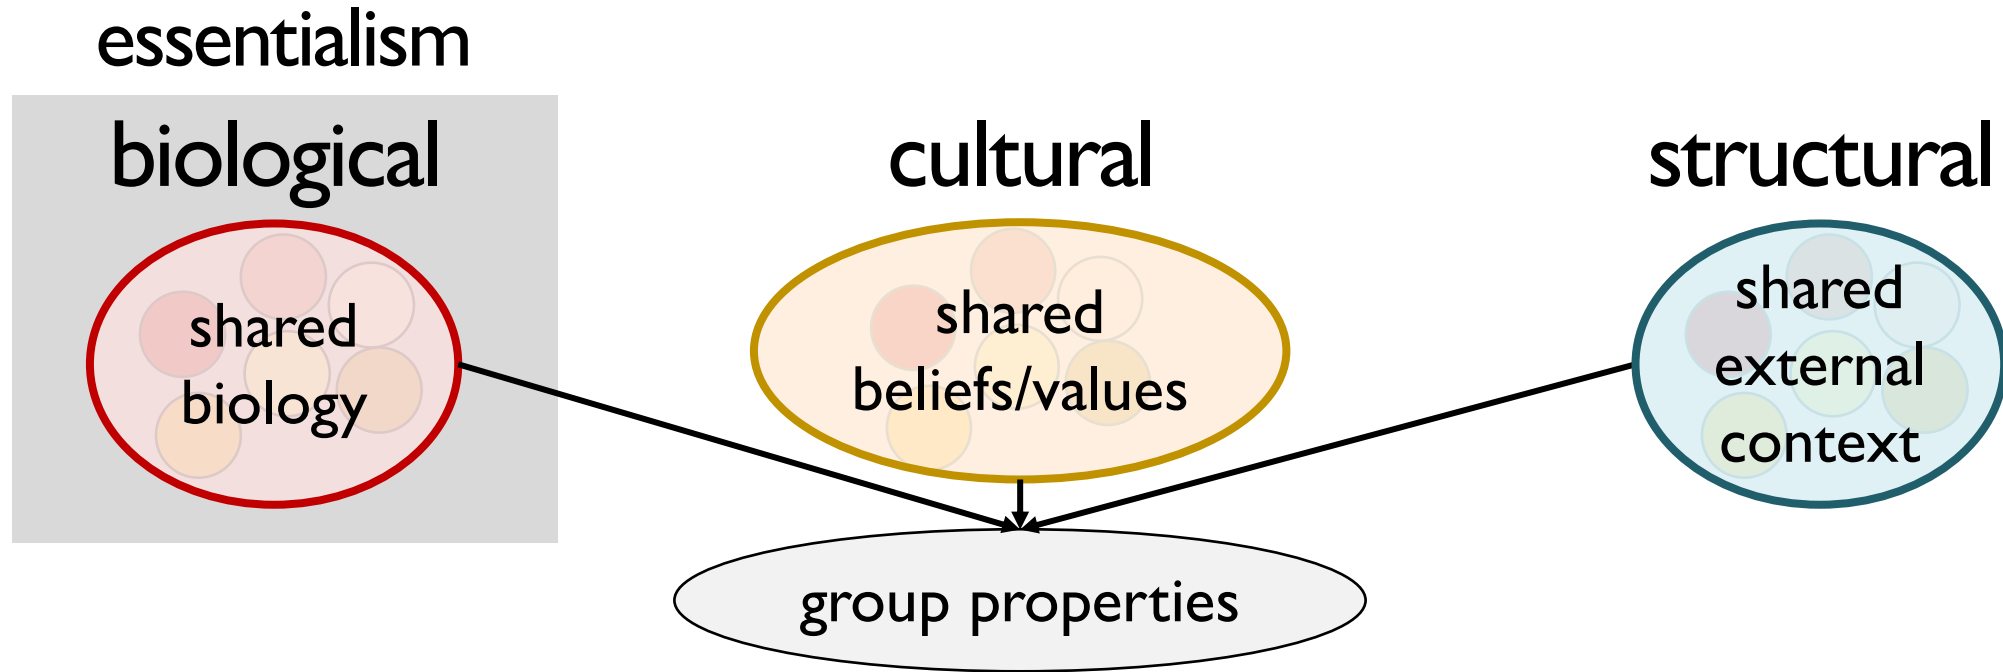 essentialism
biological
shared
biology
cultural
shared
beliefs/values
structural
shared
external
context
group properties